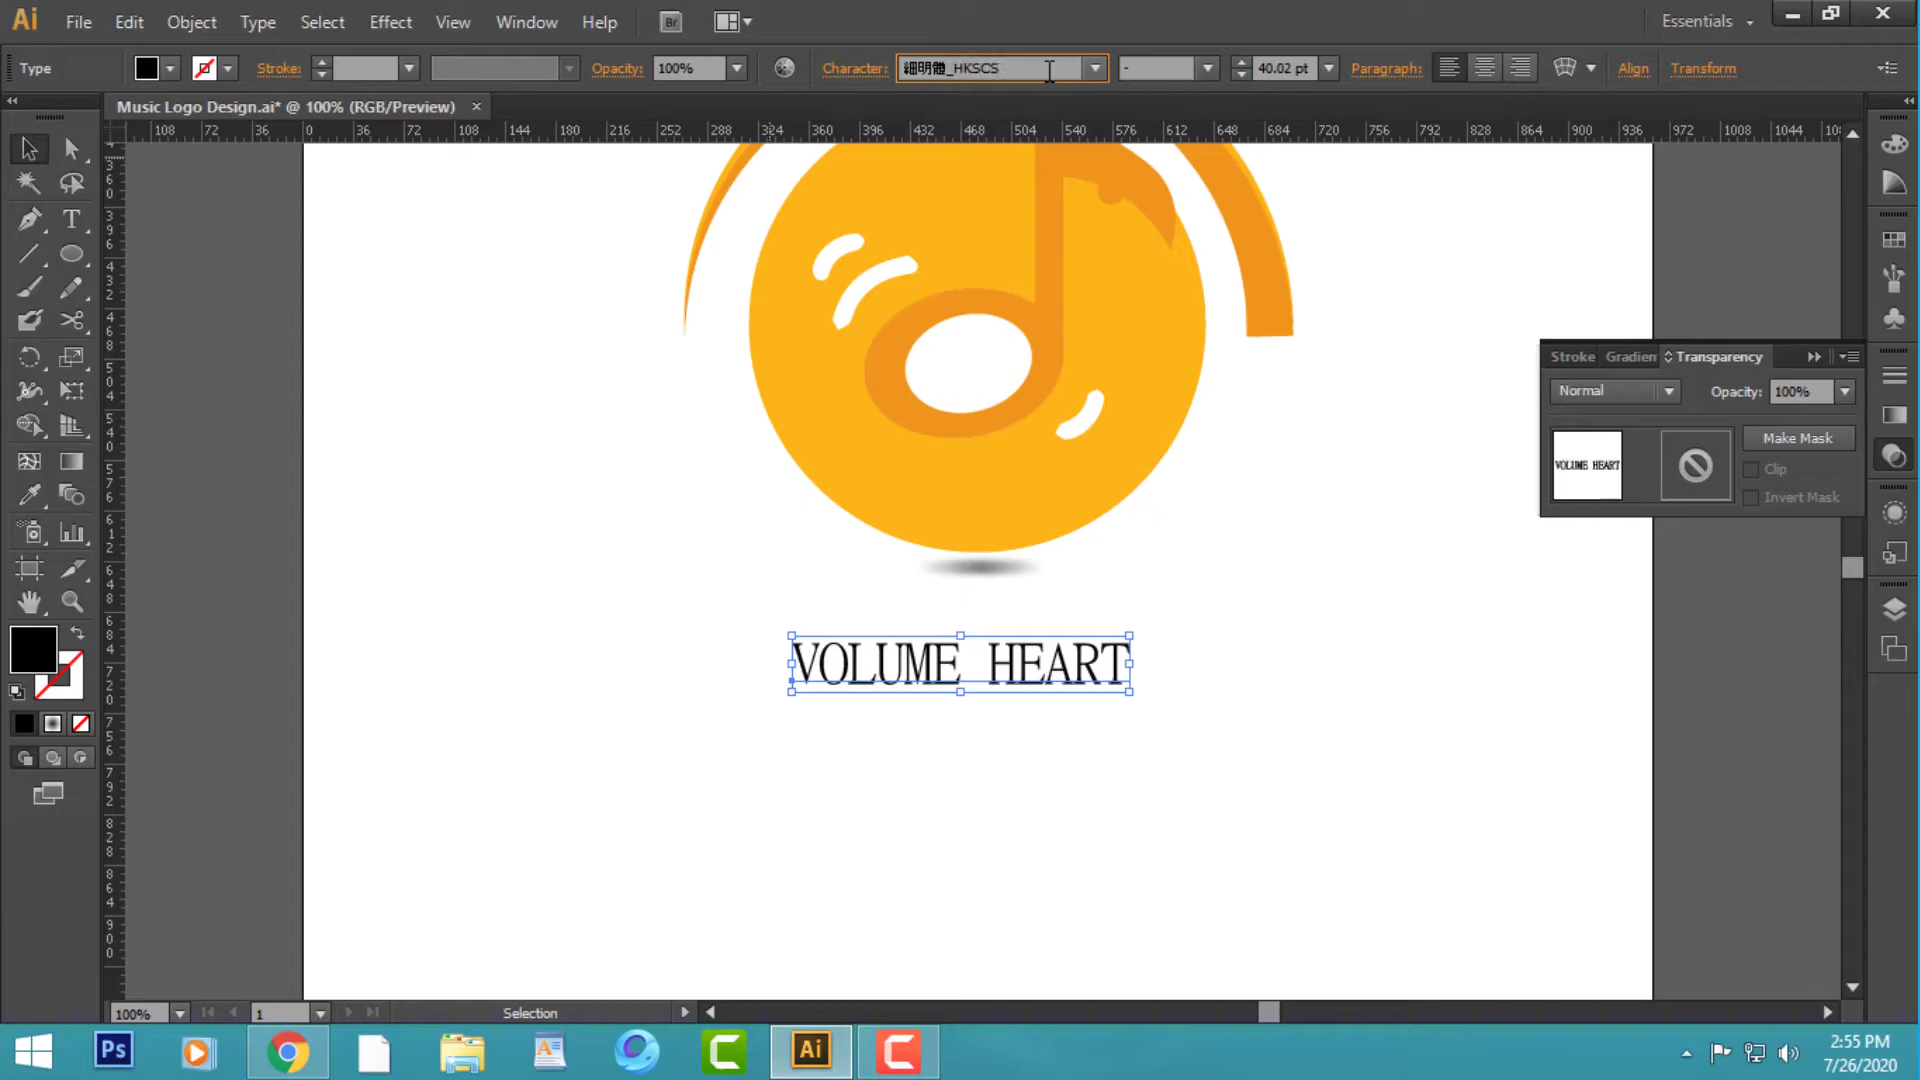 Ai File Edit Object Type Select Effect View Window Help Br Essentials
Type Stroke: Opacity: 100% Character: 細明體_HKSCS - 40.02 pt Paragraph: Align Transform
Music Logo Design.ai* @ 100% (RGB/Preview)
108 72 36 0 36 72 108 144 180 216 252 288 324 360 396 432 468 504 540 576 612 648 684 720 756 792 828 864 900 936 972 1008 1044
Stroke Gradien Transparency
Normal Opacity: 100%
Make Mask
VOLUME HEART
Clip
Invert Mask
VOLUME HEART
100% 1 Selection
Ps Ai
2:55 PM
7/26/2020